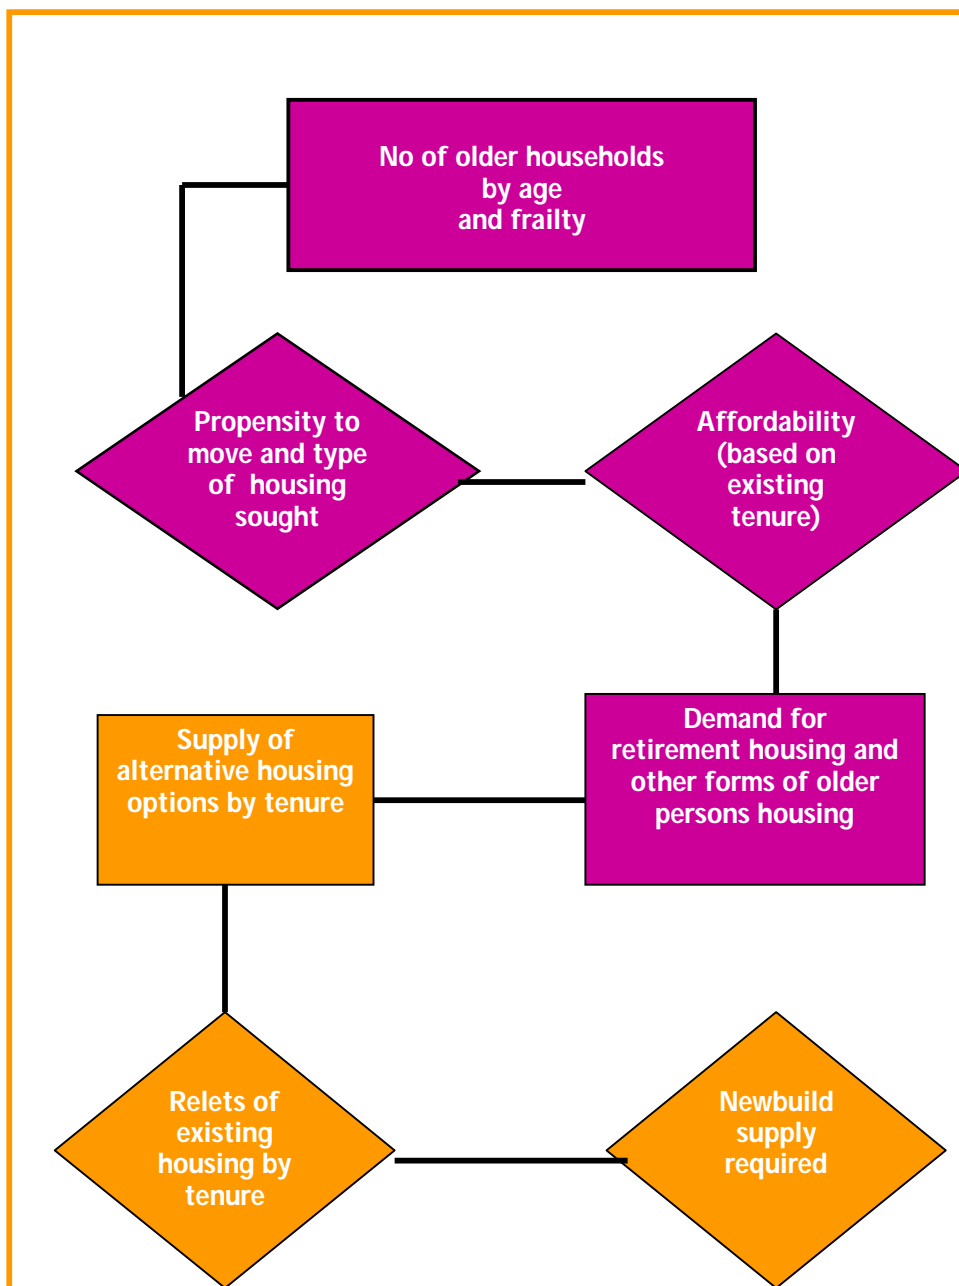 No of older households
by age
and frailty
Propensity to
move and type
of housing
sought
Affordability
(based on
existing
tenure)
Supply of
alternative housing
options by tenure
Demand for
retirement housing and
other forms of older
persons housing
Relets of
existing
housing by
tenure
Newbuild
supply
required